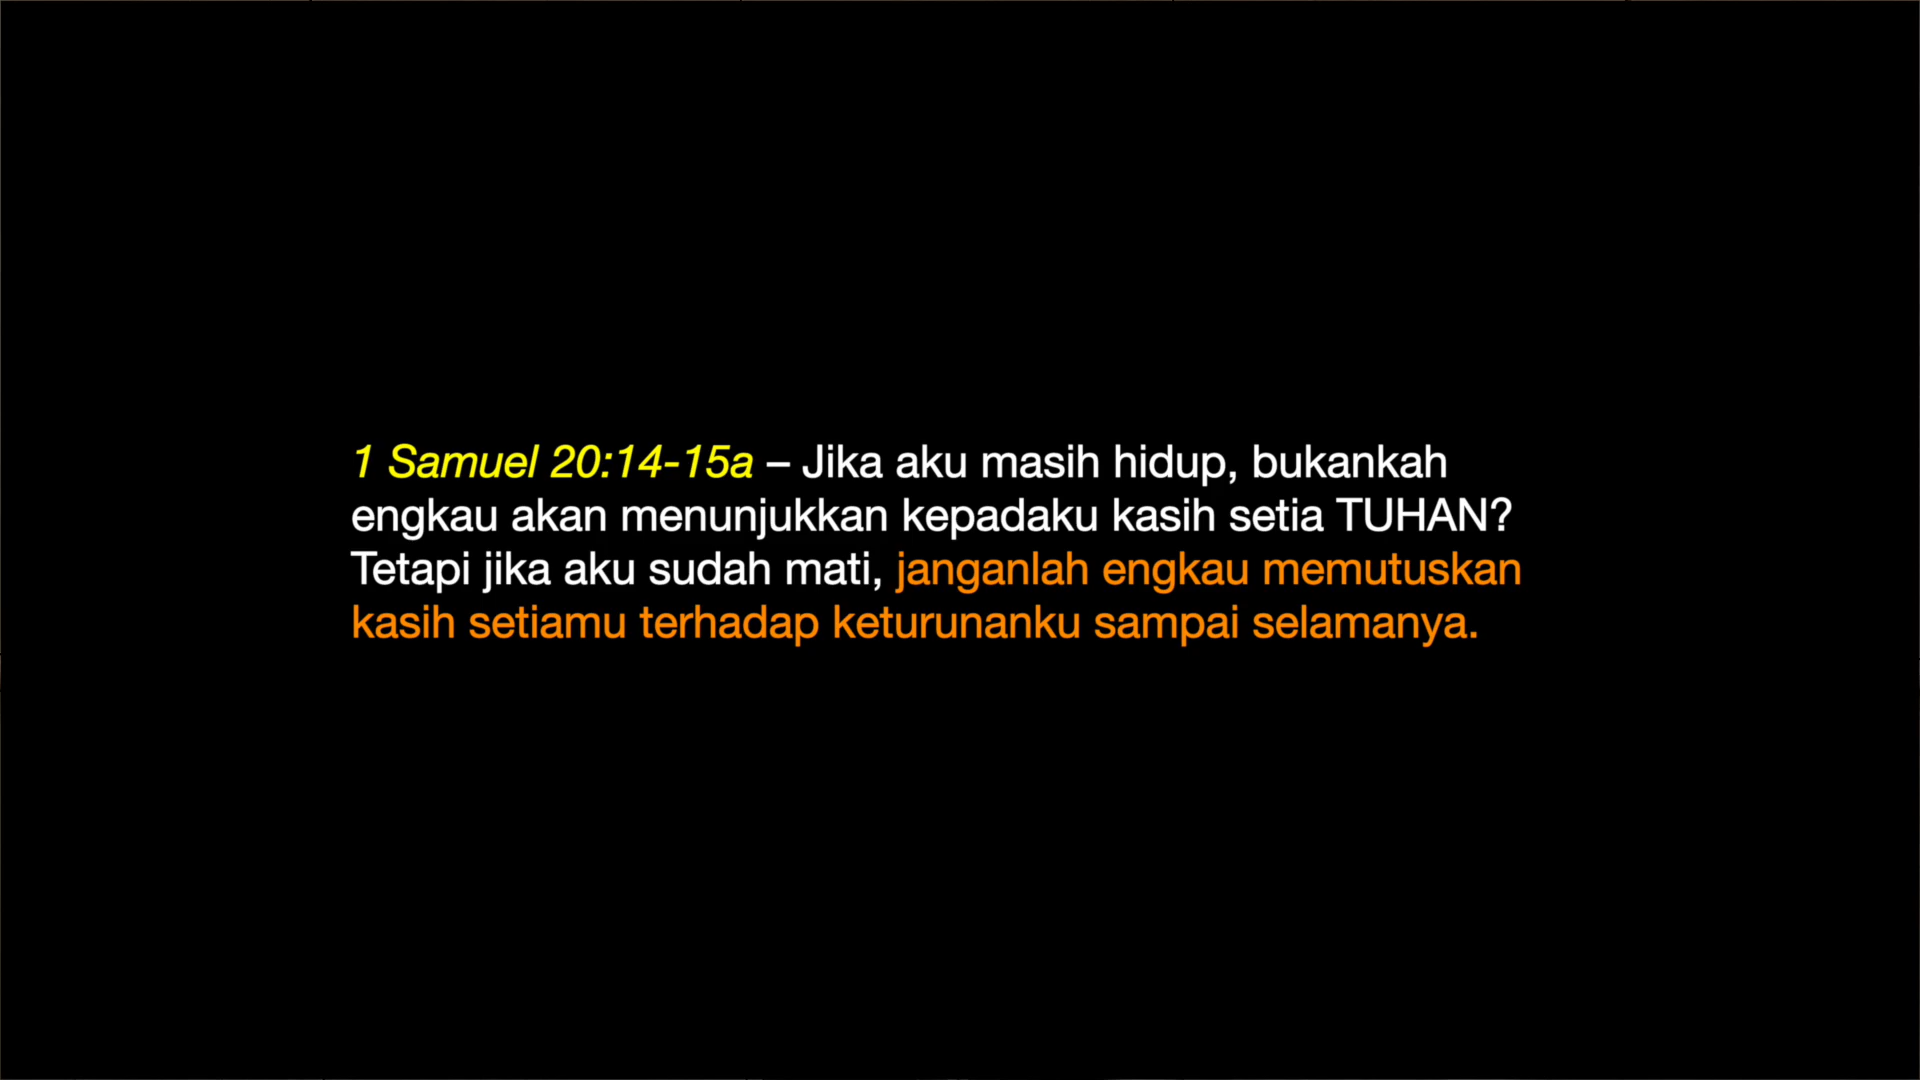 1 Samuel 20:14-15a – Jika aku masih hidup, bukankah
engkau akan menunjukkan kepadaku kasih setia TUHAN?
Tetapi jika aku sudah mati, janganlah engkau memutuskan
kasih setiamu terhadap keturunanku sampai selamanya.